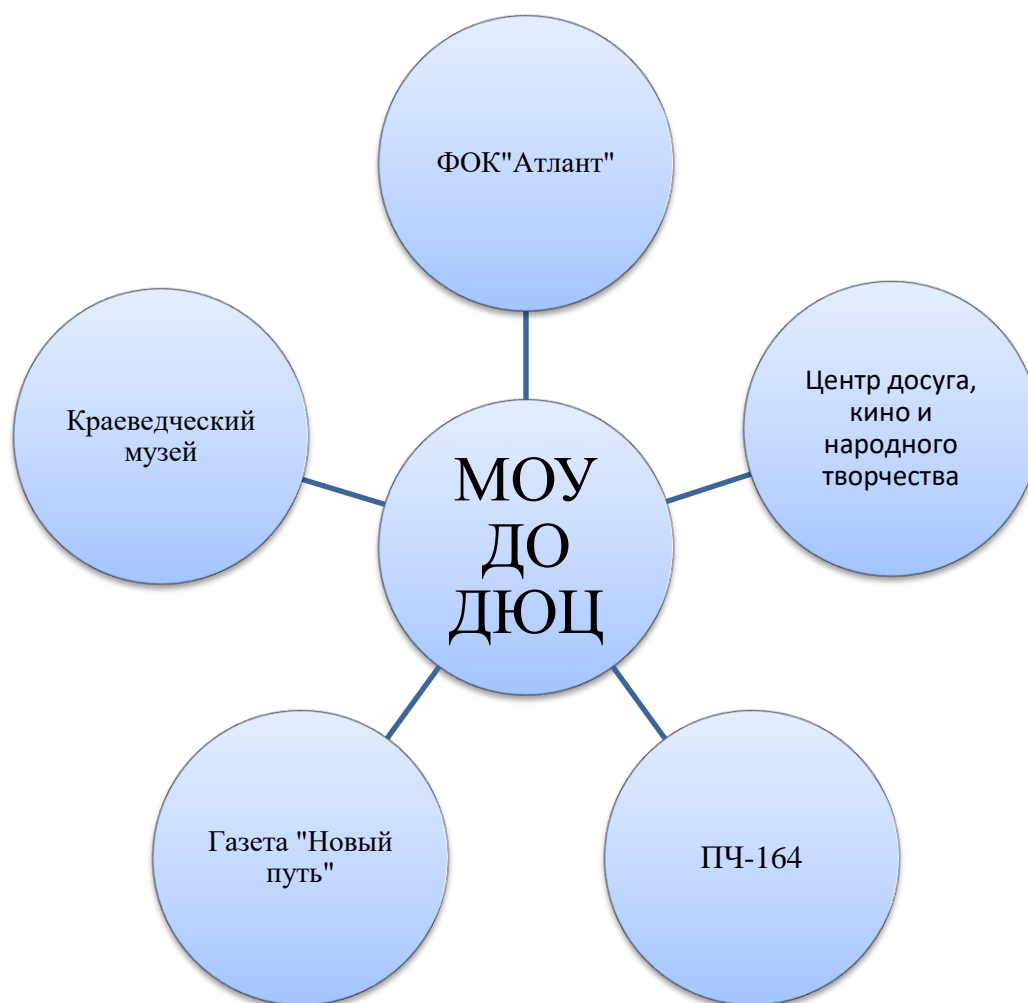 ФОК"Атлант"
Краеведческий
музей
Центр досуга,
кино и
народного
творчества
МОУ
ДО
ДЮЦ
Газета "Новый
путь"
ПЧ-164